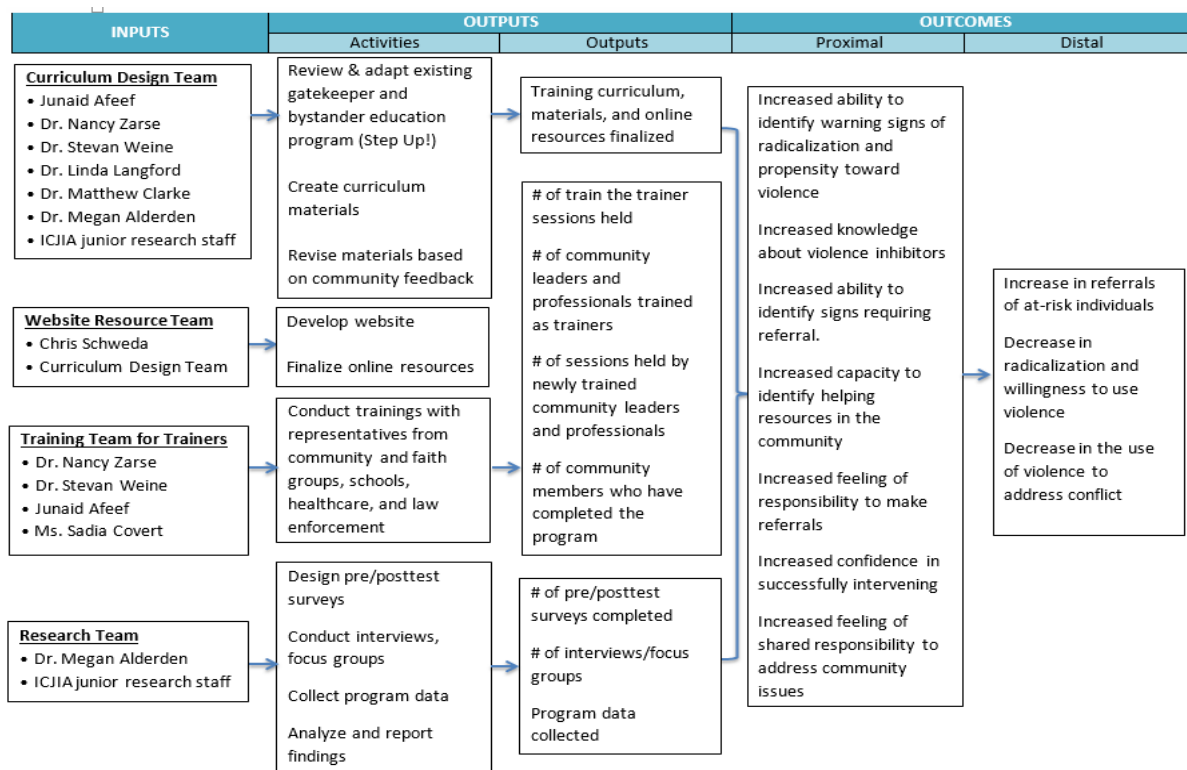 INPUTS
OUTPUTS
OUTCOMES
Activities
Outputs
Proximal
Distal
Curriculum Design Team
• Junaid Afeef
• Dr. Nancy Zarse
• Dr. Stevan Weine
• Dr. Linda Langford
• Dr. Matthew Clarke
• Dr. Megan Alderden
• ICJIA junior research staff
Website Resource Team
• Chris Schweda
• Curriculum Design Team
Training Team for Trainers
• Dr. Nancy Zarse
• Dr. Stevan Weine
• Junaid Afeef
• Ms. Sadia Covert
Research Team
• Dr. Megan Alderden
• ICJIA junior research staff
Review & adapt existing
gatekeeper and
bystander education
program (Step Up!)
Create curriculum
materials
Revise materials based
on community feedback
Develop website
Finalize online resources
Conduct trainings with
representatives from
community and faith
groups, schools,
healthcare, and law
enforcement
Design pre/posttest
surveys
Conduct interviews,
focus groups
Collect program data
Analyze and report
findings
Training curriculum,
materials, and online
resources finalized
# of train the trainer
sessions held
# of community
leaders and
professionals trained
as trainers
# of sessions held by
newly trained
community leaders
and professionals
# of community
members who have
completed the
program
# of pre/posttest
surveys completed
# of interviews/focus
groups
Program data
collected
Increased ability to
identify warning signs of
radicalization and
propensity toward
violence
Increased knowledge
about violence inhibitors
Increased ability to
identify signs requiring
referral.
Increased capacity to
identify helping
resources in the
community
Increased feeling of
responsibility to make
referrals
Increased confidence in
successfully intervening
Increased feeling of
shared responsibility to
address community
issues
Increase in referrals
of at-risk individuals
Decrease in
radicalization and
willingness to use
violence
Decrease in the use
of violence to
address conflict